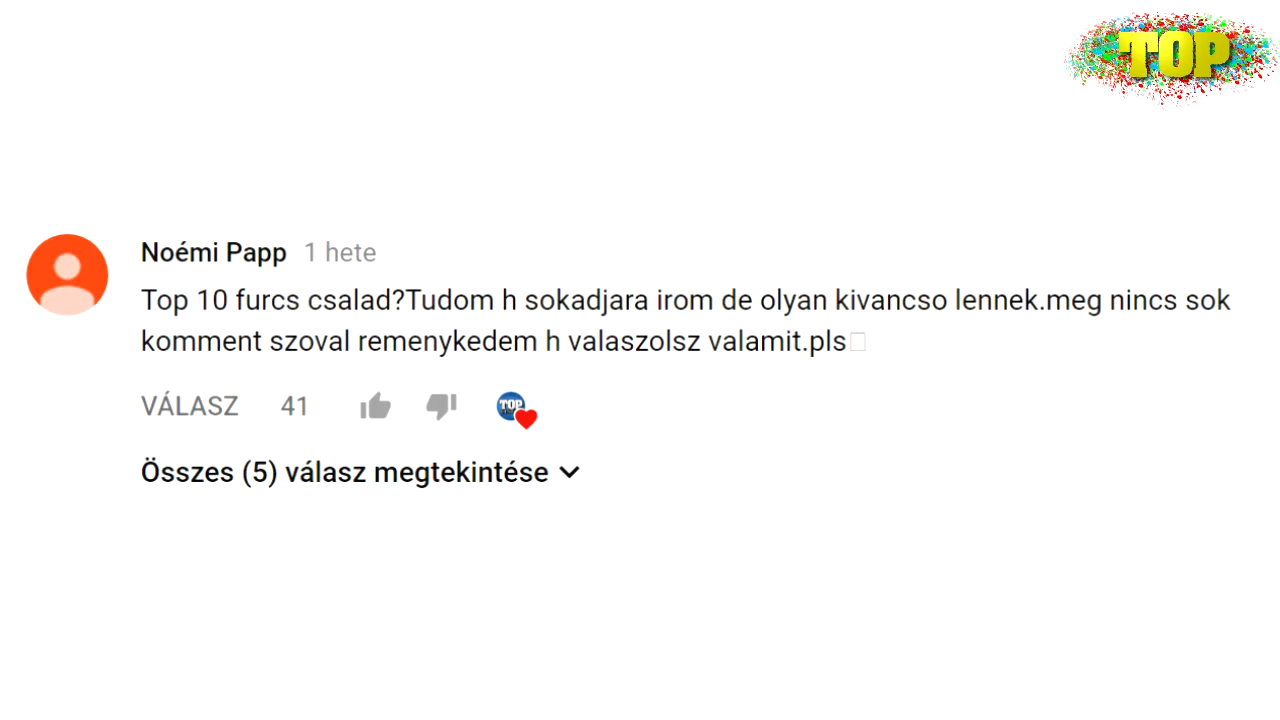 TOP
Noémi Papp 1 hete
Top 10 furcs csalad?Tudom h sokadjara irom de olyan kivancso lennek.meg nincs sok
komment szoval remenykedem h valaszolsz valamit.pls
VÁLASZ 41
TOP
Összes (5) válasz megtekintése